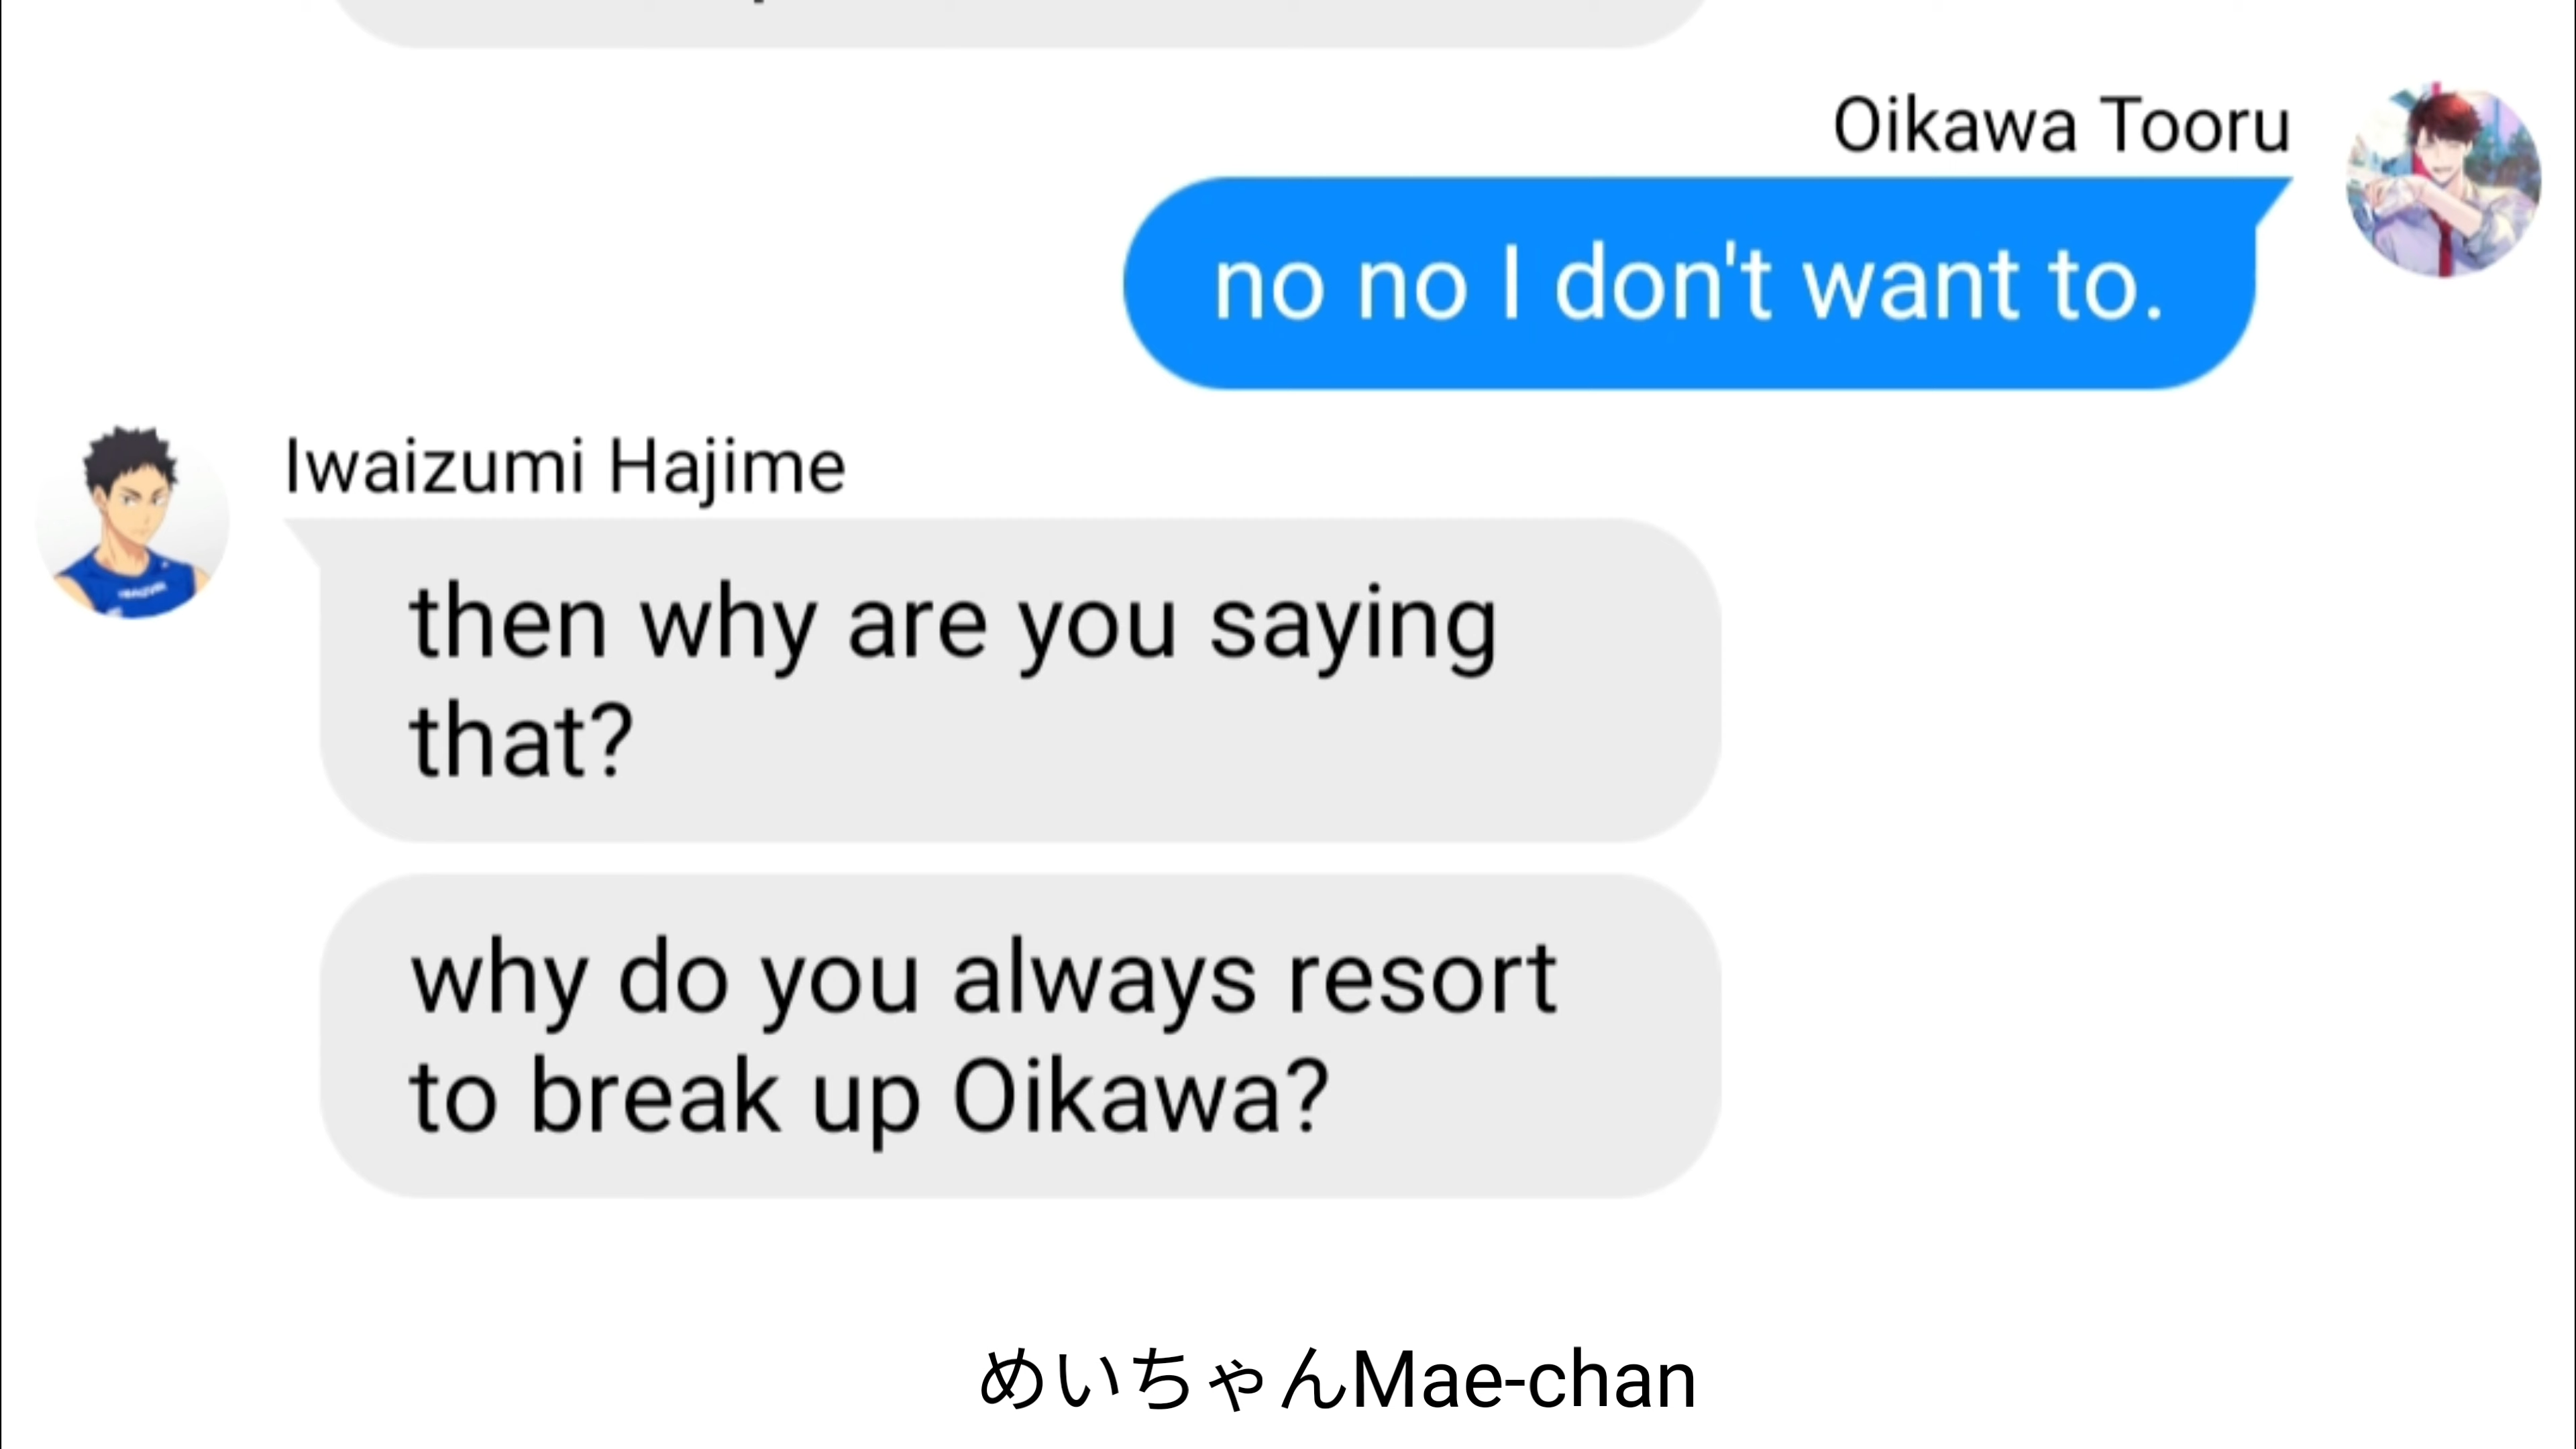 Oikawa Tooru
no no I don't want to.
Iwaizumi Hajime
then why are you saying
that?
why do you always resort
to break up Oikawa?
めいちゃんMae-chan